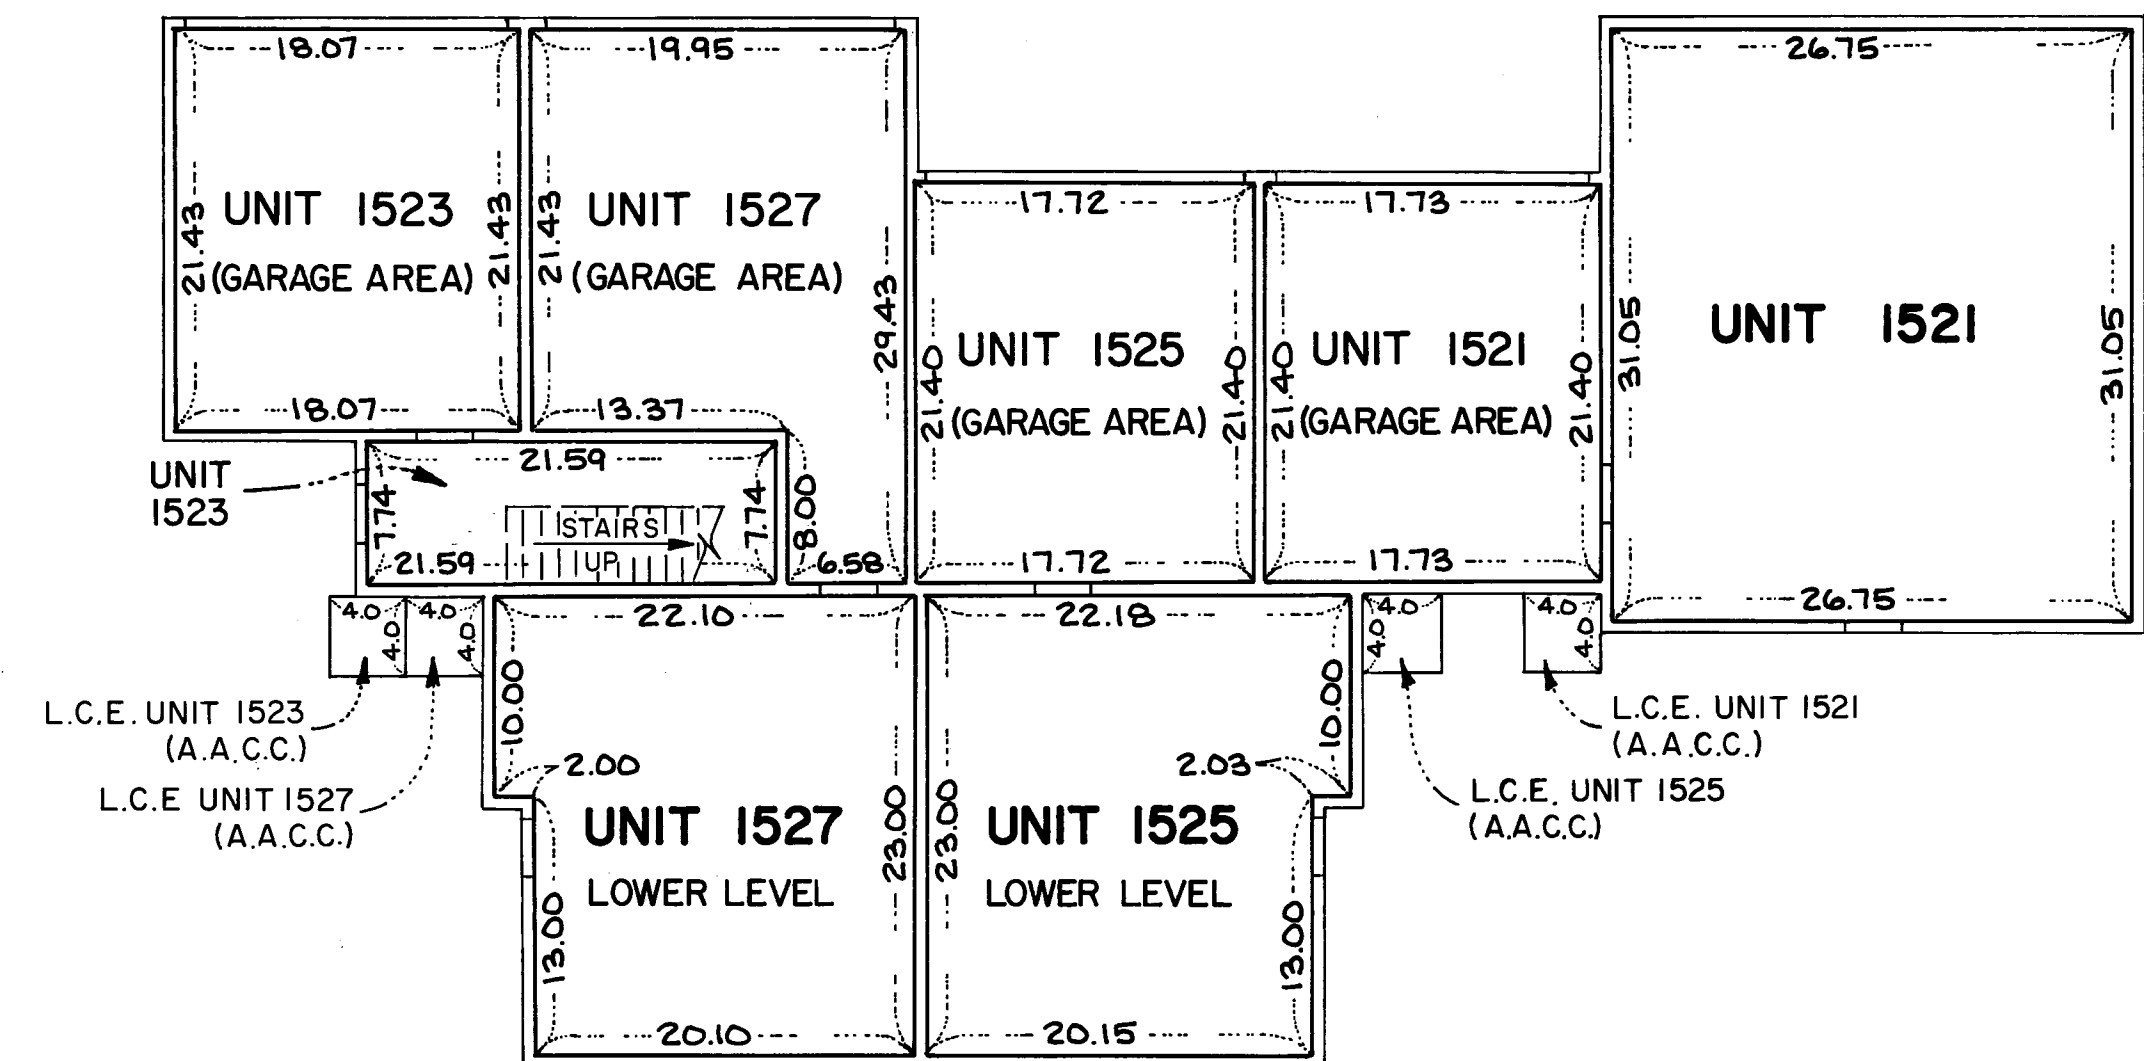 18.07
19.95
26.75
21.43
UNIT 1523
(GARAGE AREA)
21.43
18.07
21.43
UNIT 1527
(GARAGE AREA)
29.43
13.37
8.00
6.58
17.72
21.40
UNIT 1525
(GARAGE AREA)
21.40
17.72
17.73
21.40
UNIT 1521
(GARAGE AREA)
21.40
17.73
31.05
UNIT 1521
31.05
26.75
UNIT
1523
21.59
7.74
7.74
STAIRS
UP
21.59
4.0
4.0
4.0
4.0
L.C.E. UNIT 1523
(A.A.C.C.)
L.C.E UNIT 1527
(A.A.C.C.)
22.10
10.00
2.00
23.00
UNIT 1527
LOWER LEVEL
13.00
20.10
22.18
10.00
2.03
23.00
UNIT 1525
LOWER LEVEL
13.00
20.15
4.0
4.0
4.0
4.0
L.C.E. UNIT 1521
(A.A.C.C.)
L.C.E. UNIT 1525
(A.A.C.C.)